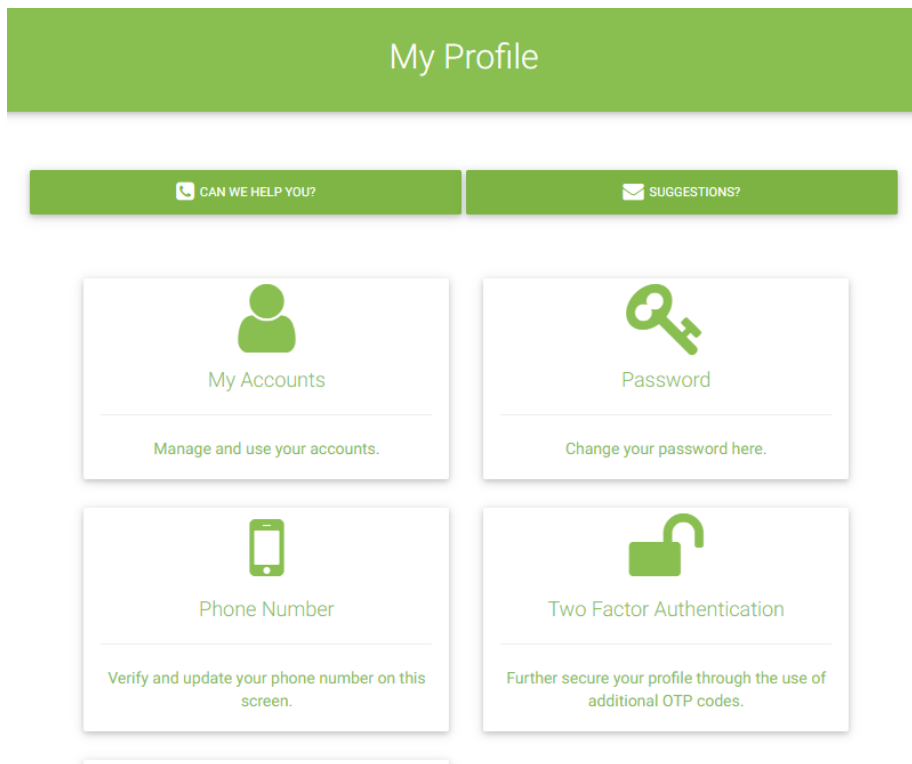 My Profile
CAN WE HELP YOU?
SUGGESTIONS?
My Accounts
Manage and use your accounts.
Password
Change your password here.
Phone Number
Verify and update your phone number on this
screen.
Two Factor Authentication
Further secure your profile through the use of
additional OTP codes.